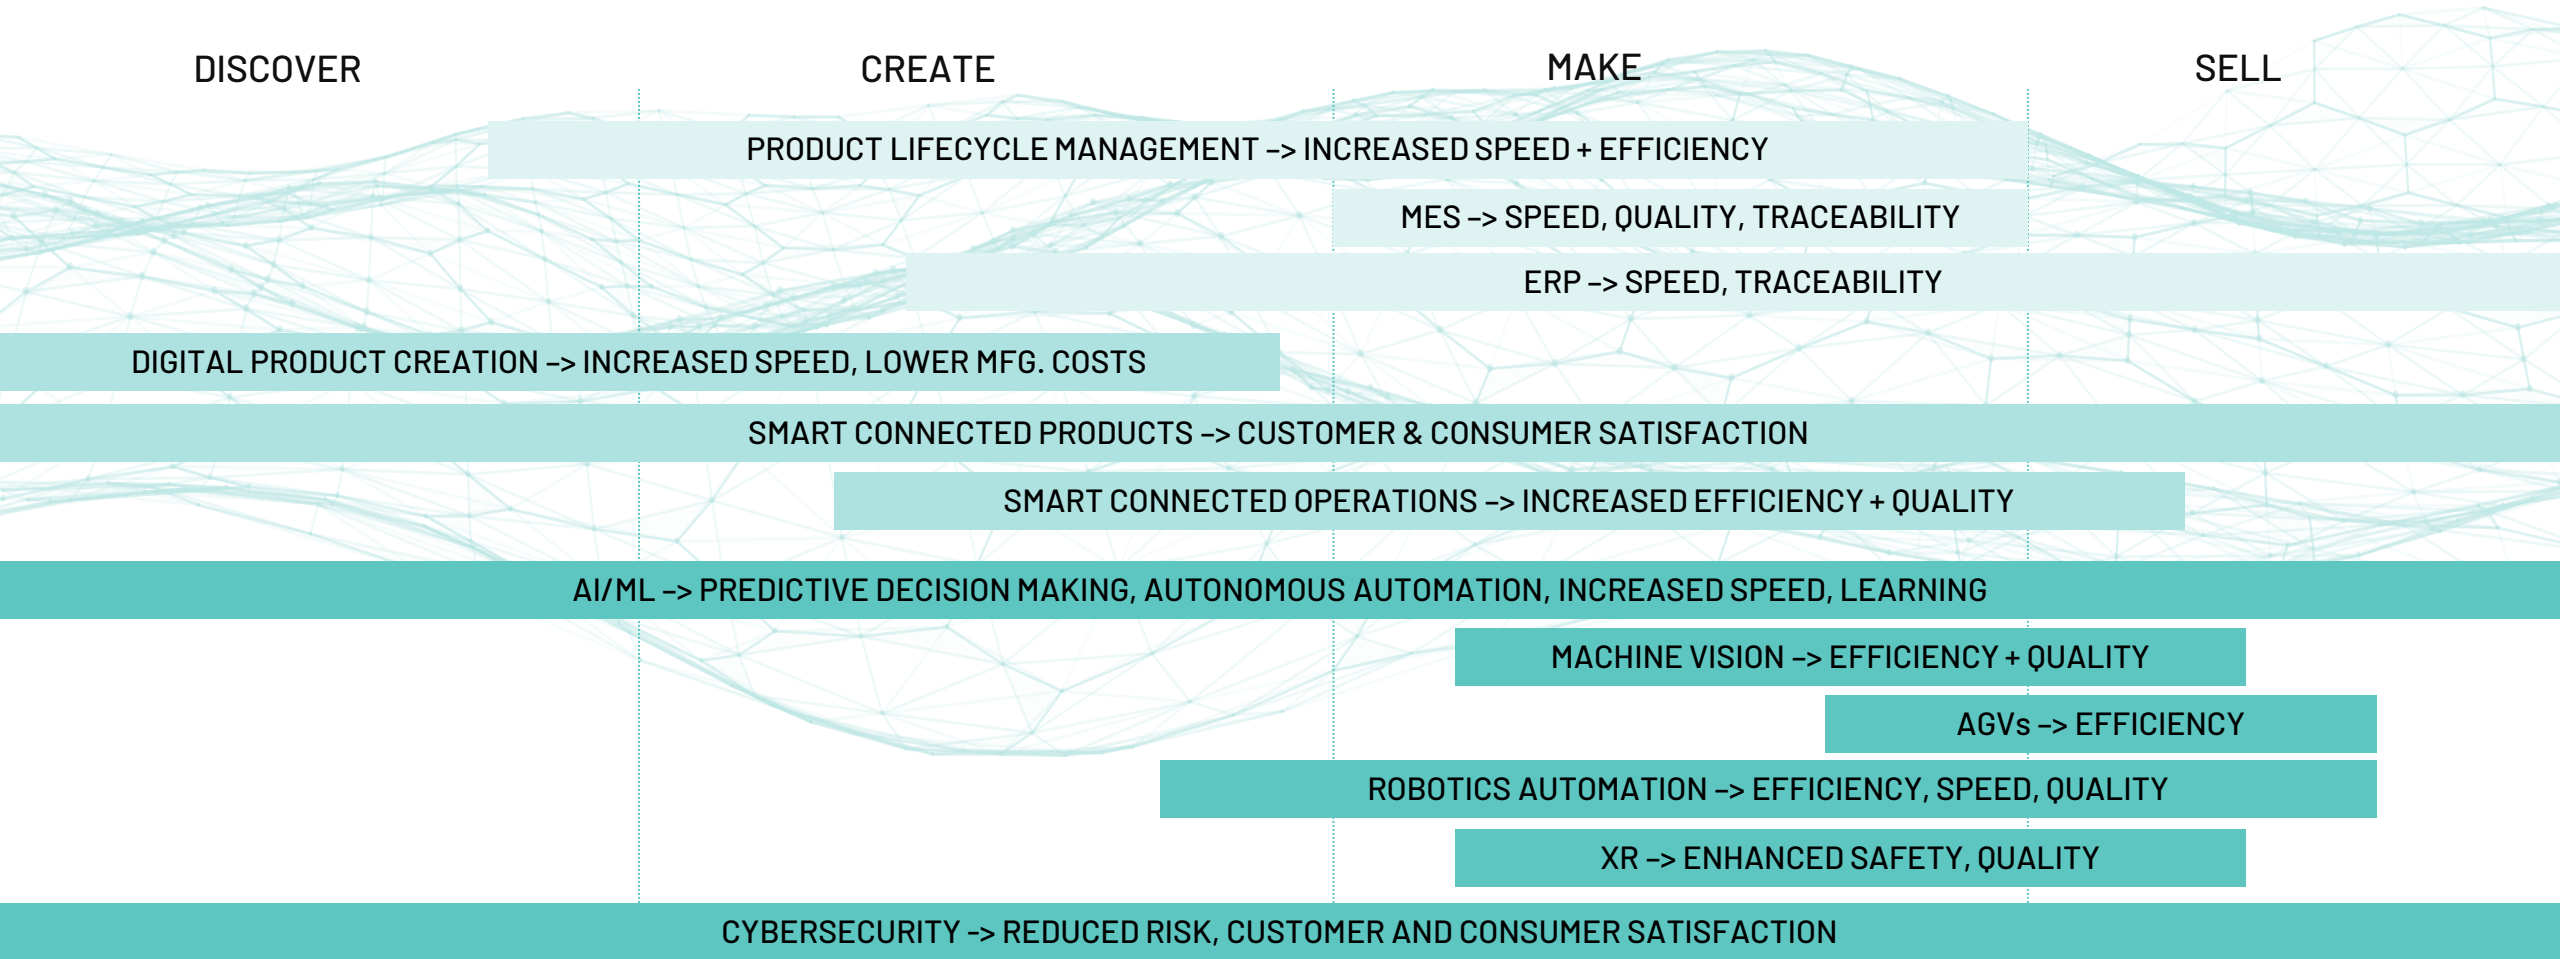 DISCOVER
CREATE
MAKE
SELL
PRODUCT LIFECYCLE MANAGEMENT –> INCREASED SPEED + EFFICIENCY
MES –> SPEED, QUALITY, TRACEABILITY
ERP –> SPEED, TRACEABILITY
DIGITAL PRODUCT CREATION –> INCREASED SPEED, LOWER MFG. COSTS
SMART CONNECTED PRODUCTS –> CUSTOMER & CONSUMER SATISFACTION
SMART CONNECTED OPERATIONS –> INCREASED EFFICIENCY + QUALITY
AI/ML –> PREDICTIVE DECISION MAKING, AUTONOMOUS AUTOMATION, INCREASED SPEED, LEARNING
MACHINE VISION –> EFFICIENCY + QUALITY
AGVs –> EFFICIENCY
ROBOTICS AUTOMATION –> EFFICIENCY, SPEED, QUALITY
XR –> ENHANCED SAFETY, QUALITY
CYBERSECURITY –> REDUCED RISK, CUSTOMER AND CONSUMER SATISFACTION